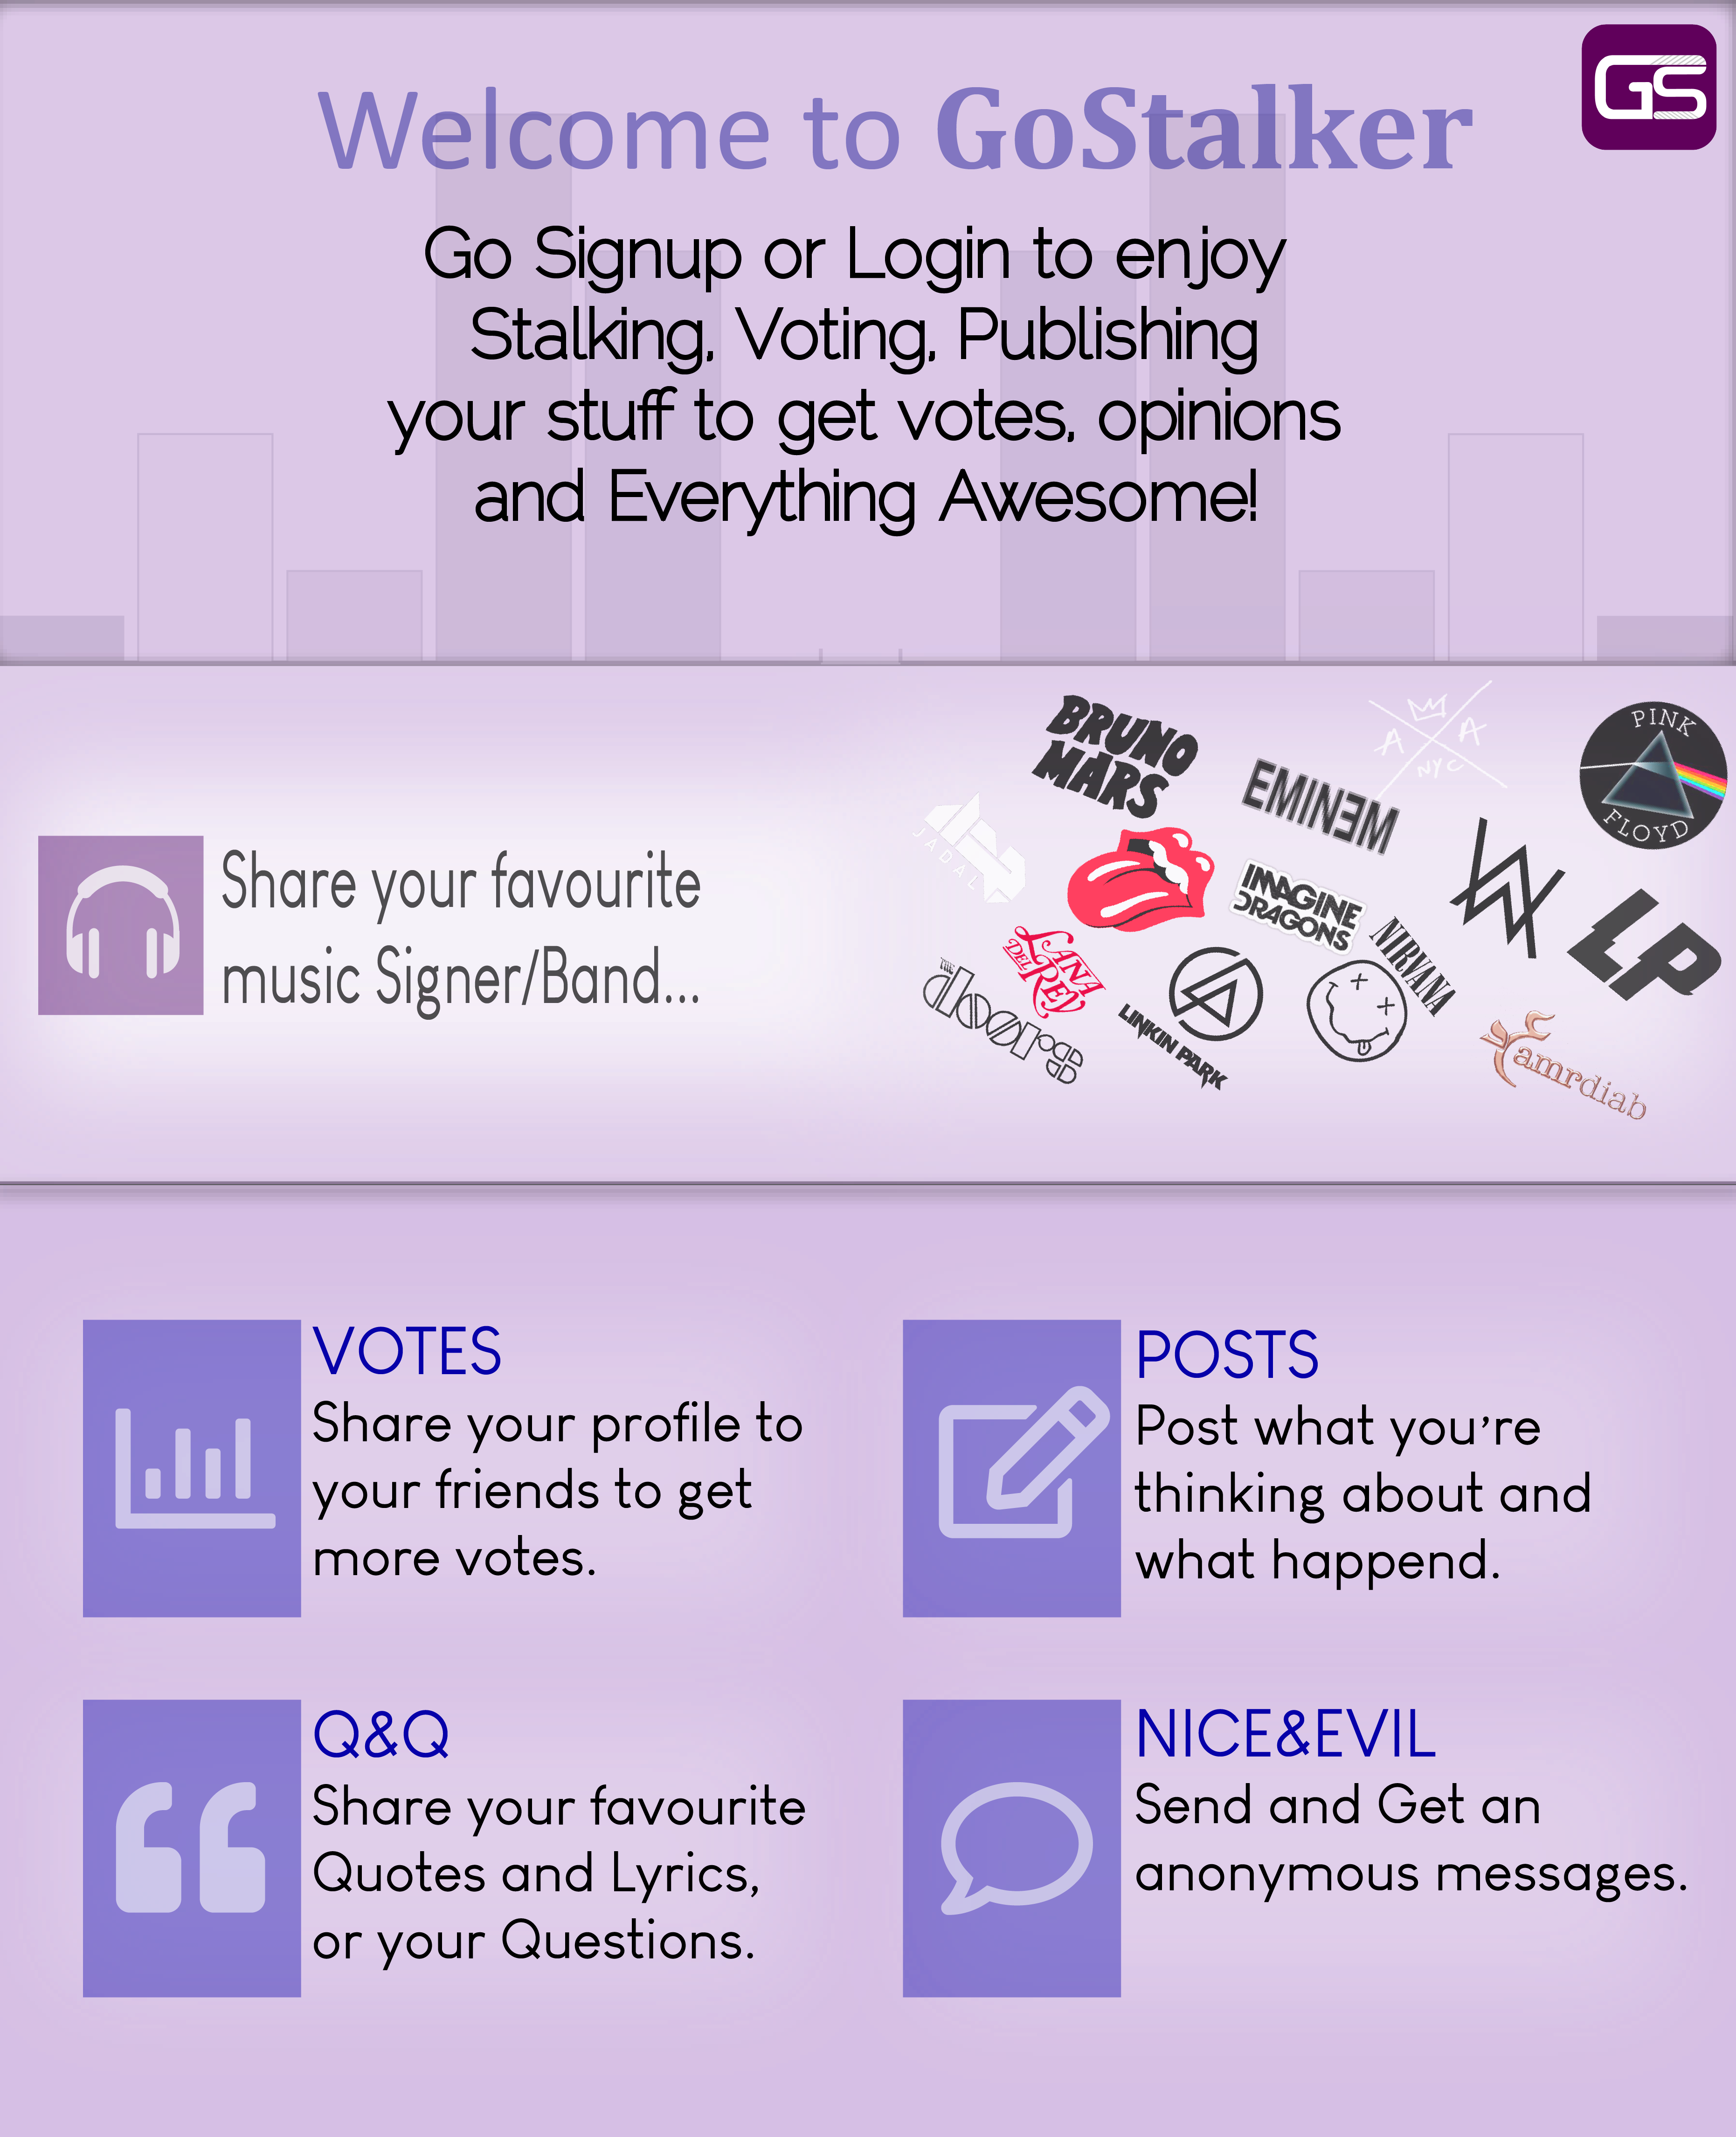 GS
Welcome to GoStalker
Go Signup or Login to enjoy
Stalking, Voting, Publishing
your stuff to get votes, opinions
and Everything Awesome!
BRUNO
MARS
EMINƎM
A A
NYC
PINK
FLOYD
JADAL
IMAGINE
DRAGONS
LP
Share your favourite
music Signer/Band...
LANA
DEL
REY
NIRVANA
THE
doors
LINKIN PARK
amrdiab
VOTES
Share your profile to
your friends to get
more votes.
POSTS
Post what you're
thinking about and
what happend.
Q&Q
Share your favourite
Quotes and Lyrics,
or your Questions.
NICE&EVIL
Send and Get an
anonymous messages.